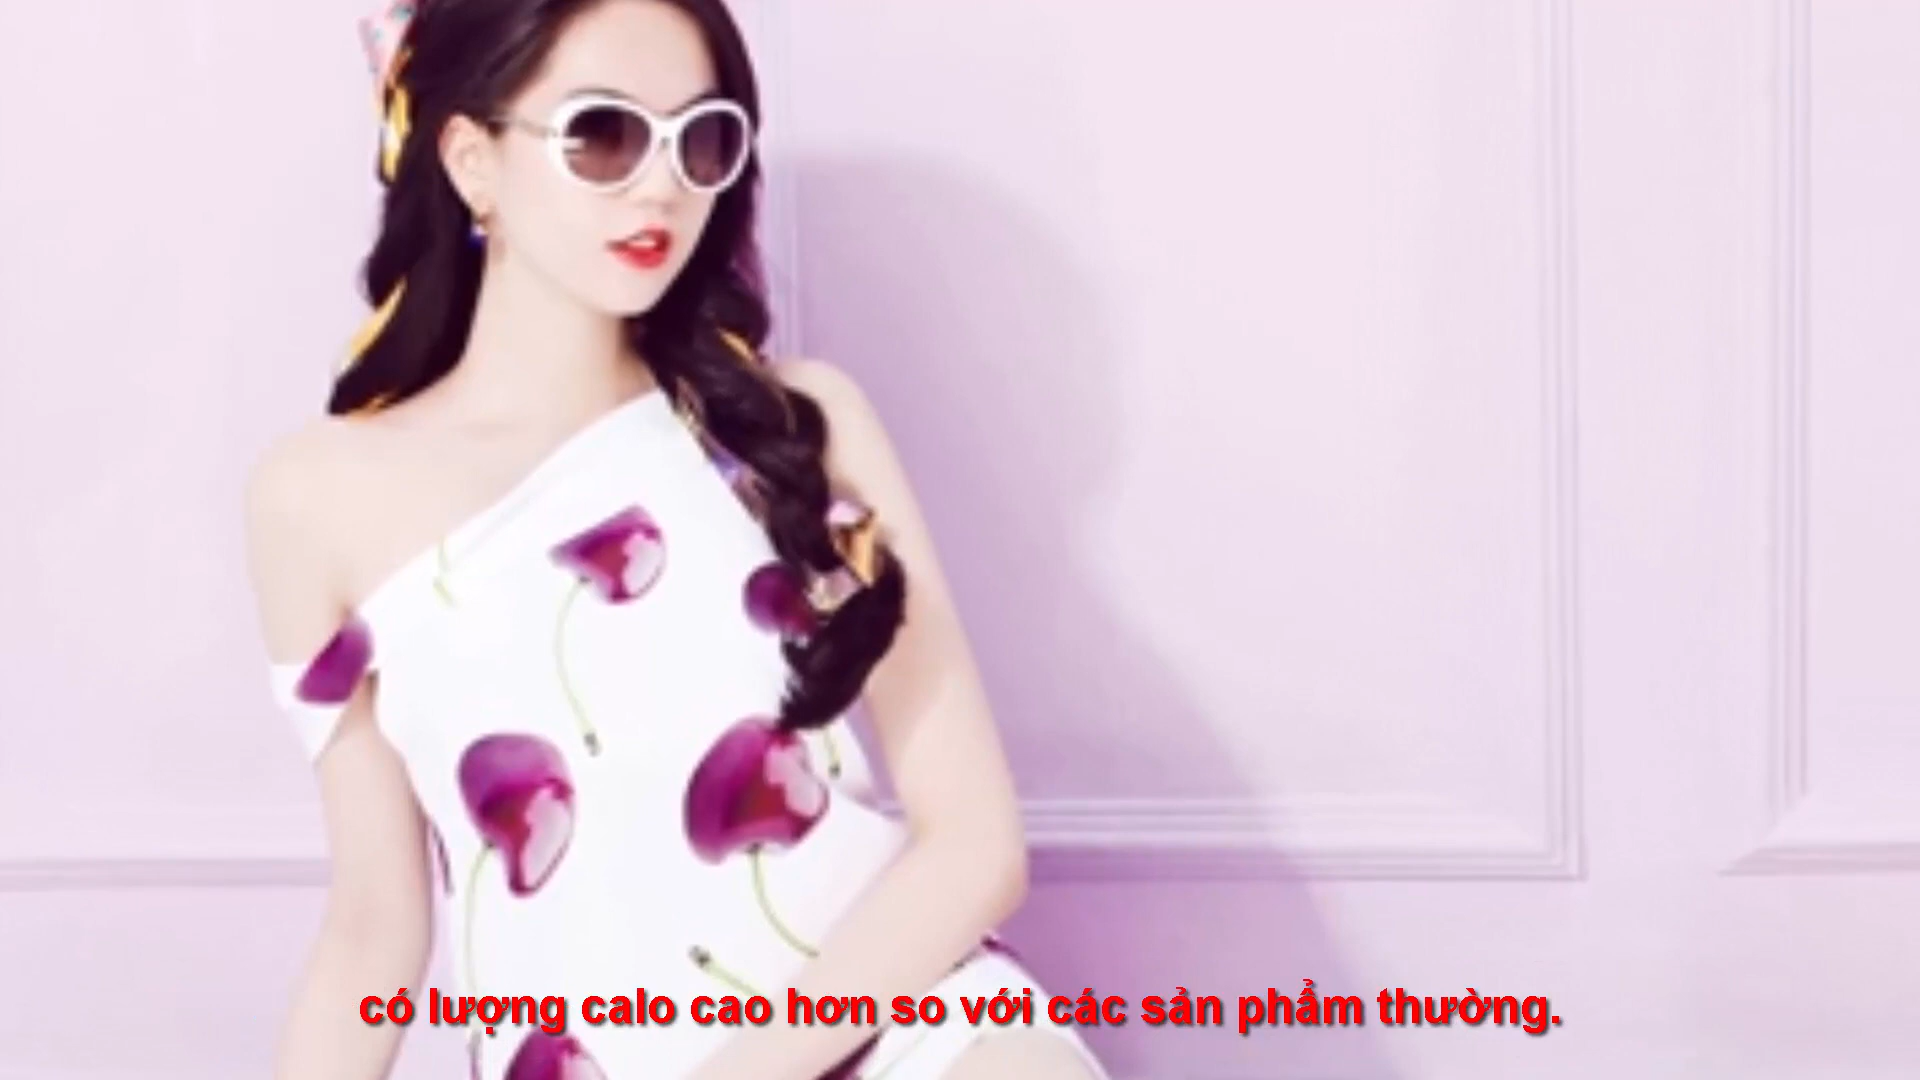 có lượng calo cao hơn so với các sản phẩm thường.